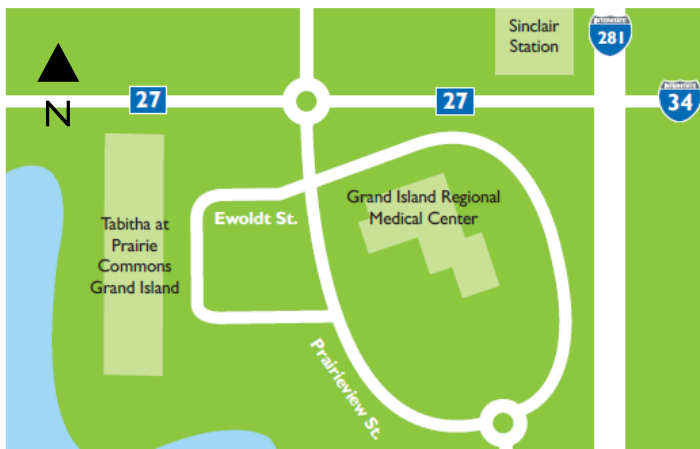 Sinclair
Station
INTERSTATE
281
27
27
INTERSTATE
34
N
Grand Island Regional
Medical Center
Ewoldt St.
Tabitha at
Prairie
Commons
Grand Island
Prairieview St.